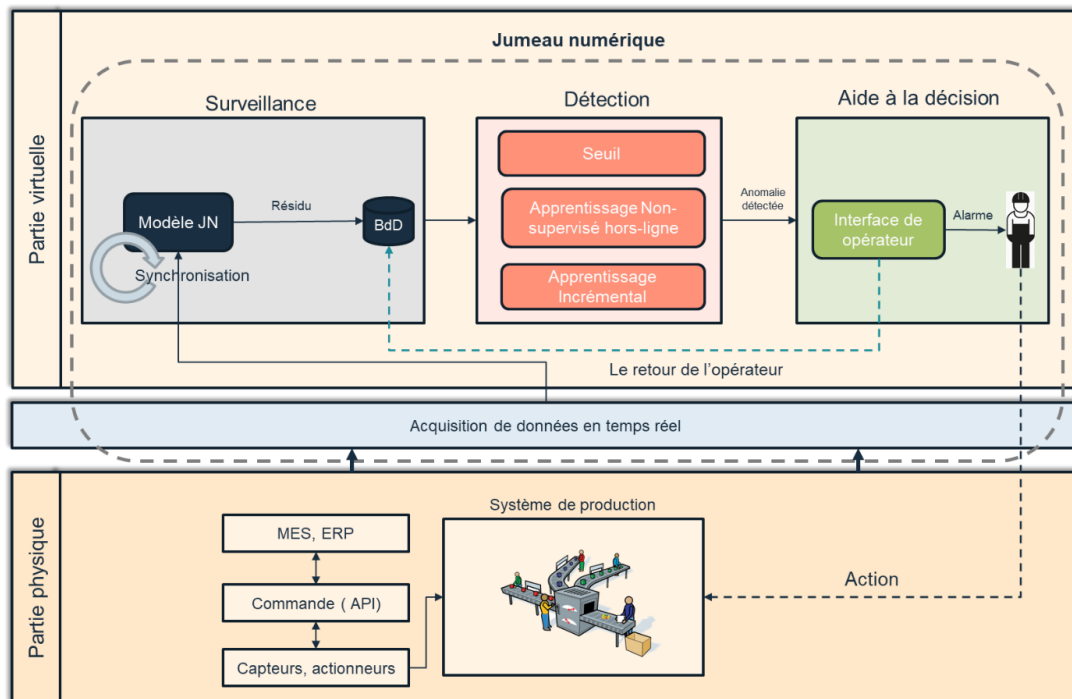 Partie virtuelle
Jumeau numérique
Surveillance
Détection
Aide à la décision
Modèle JN
Résidu
BdD
Synchronisation
Seuil
Apprentissage Non-
supervisé hors-ligne
Apprentissage
Incrémental
Anomalie
détectée
Interface de
opérateur
Alarme
Le retour de l’opérateur
Acquisition de données en temps réel
Partie physique
MES, ERP
Commande ( API)
Capteurs, actionneurs
Système de production
Action